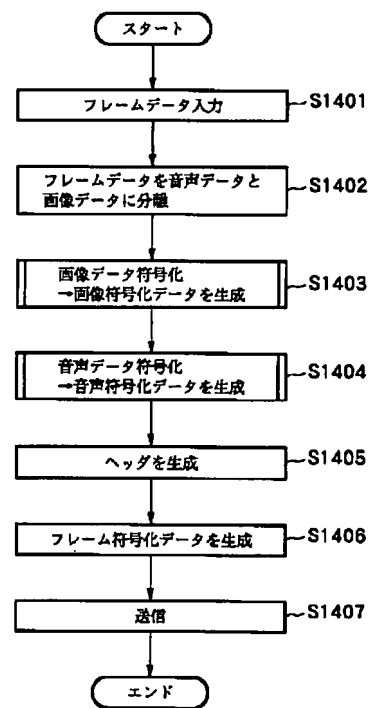 スタート
フレームデータ入力
S1401
フレームデータを音声データと
画像データに分離
S1402
画像データ符号化
→画像符号化データを生成
S1403
音声データ符号化
→音声符号化データを生成
S1404
ヘッダを生成
S1405
フレーム符号化データを生成
S1406
送信
S1407
エンド